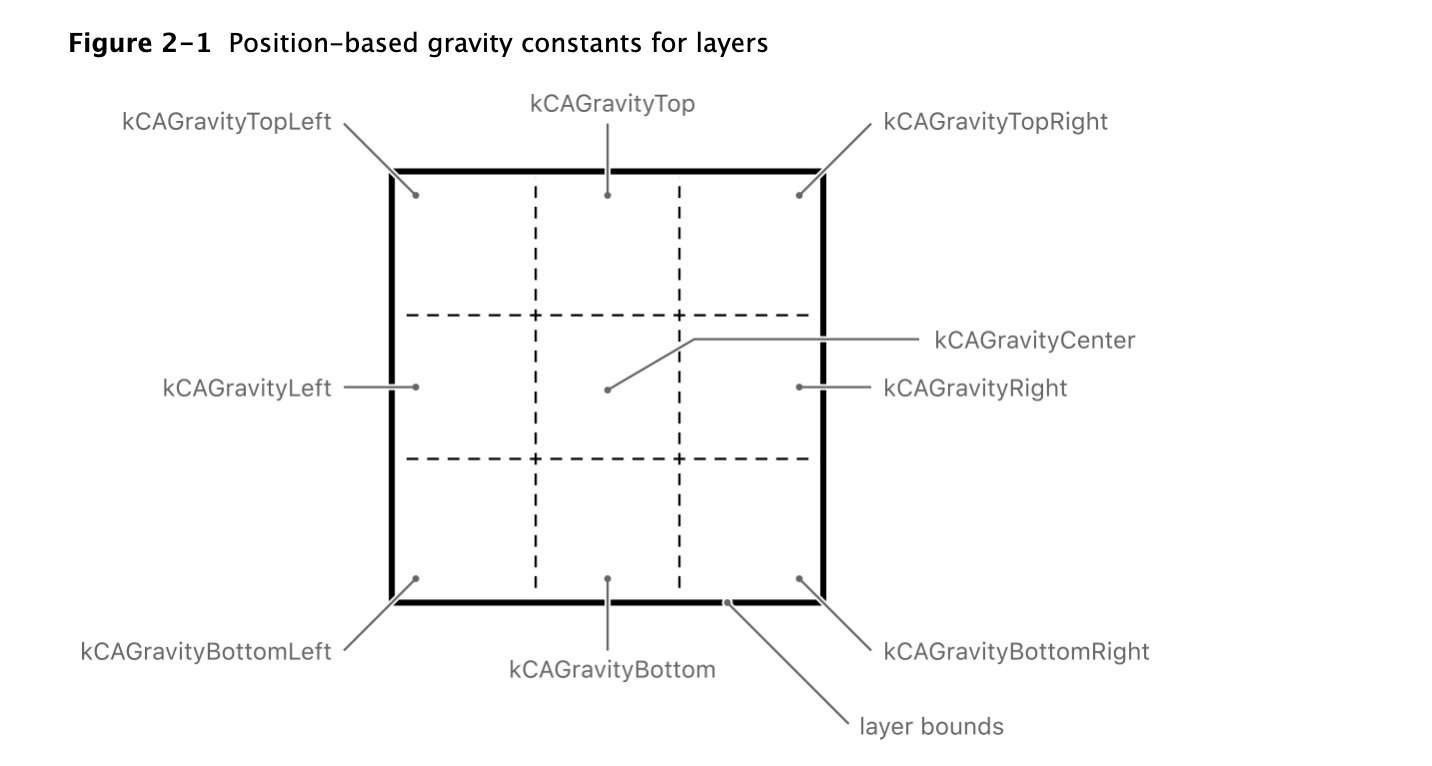 Figure 2-1 Position-based gravity constants for layers
kCAGravityTop
kCAGravityTopLeft
kCAGravityTopRight
kCAGravityCenter
kCAGravityLeft
kCAGravityRight
kCAGravityBottomLeft
kCAGravityBottomRight
kCAGravityBottom
layer bounds